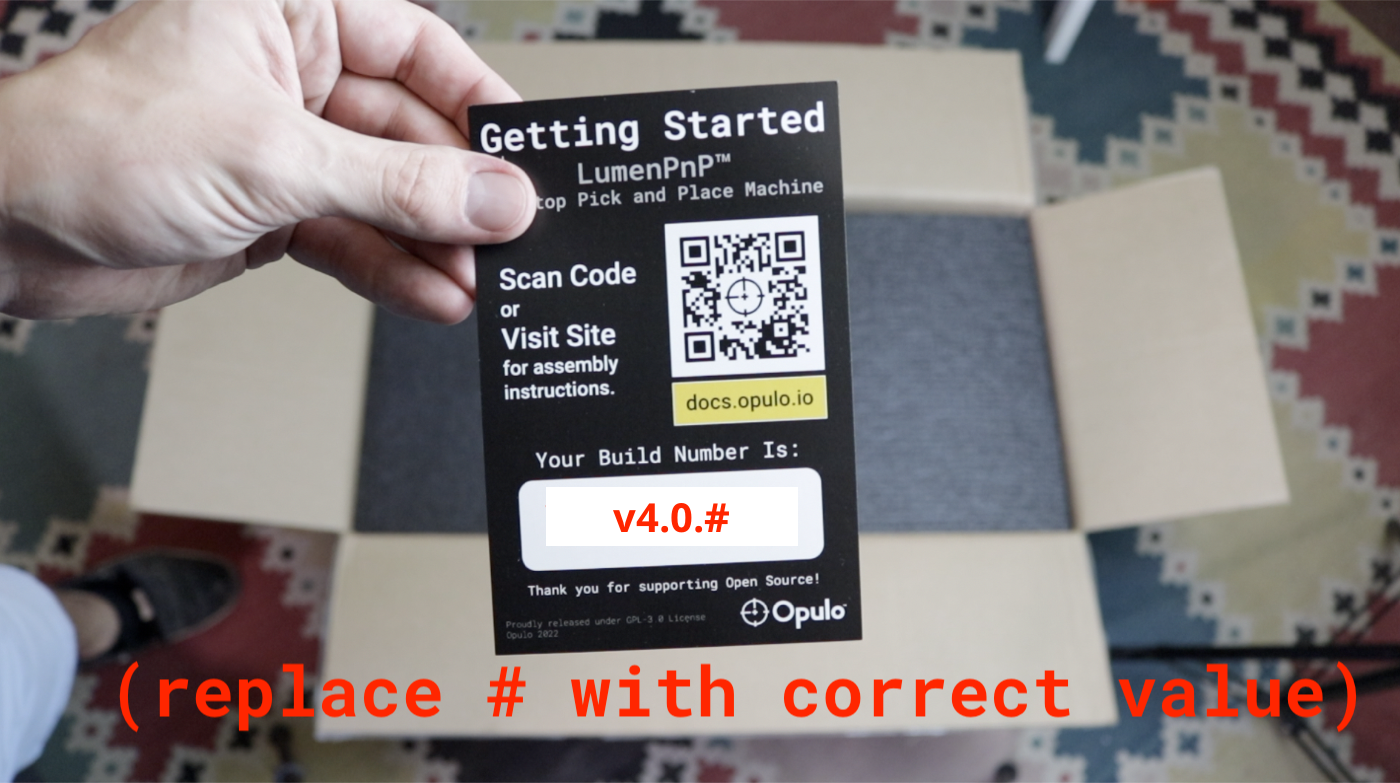 Getting Started
LumenPnP™
top Pick and Place Machine
Scan Code
or
Visit Site
for assembly
instructions.
docs.opulo.io
Your Build Number Is:
v4.0.#
Thank you for supporting Open Source!
Proudly released under GPL-3 0 License
Opulo 2022
Opulo
(replace # with correct value)